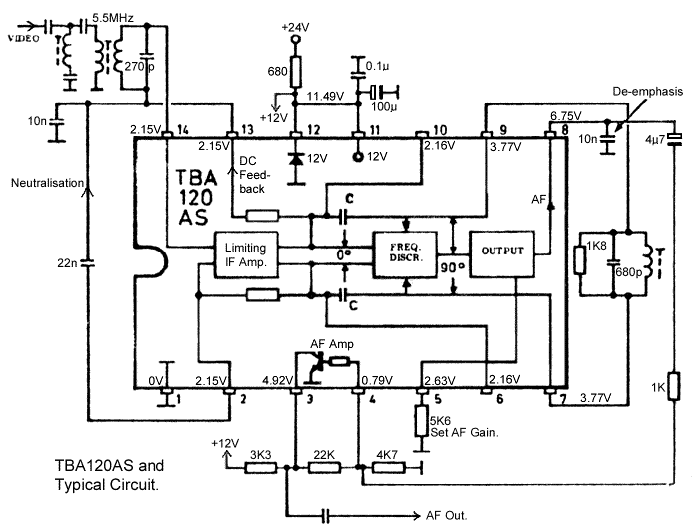 5.5MHz
VIDEO
270p
+24V
680
0.1µ
11.49V
100µ
+12V
De-emphasis
10n
2.15V 14
13
12
11
10
9
6.75V
8
10n
4µ7
2.15V
12V
12V
2.16V
3.77V
Neutralisation
TBA
120
AS
DC
Feed-
back
AF
C
Limiting
IF Amp.
0°
FREQ.
DISCR.
90°
OUTPUT
1K8
680p
22n
C
AF Amp
0V
2.15V
4.92V
0.79V
2.63V
2.16V
1
2
3
4
5
6
7
3.77V
1K
5K6
Set AF Gain.
+12V
3K3
22K
4K7
TBA120AS and
Typical Circuit.
AF Out.